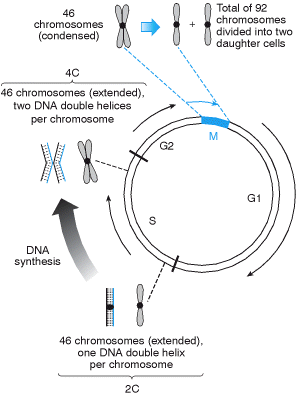 46
chromosomes
(condensed)
+
Total of 92
chromosomes
divided into two
daughter cells
4C
46 chromosomes (extended),
two DNA double helices
per chromosome
M
G2
G1
S
DNA
synthesis
46 chromosomes (extended),
one DNA double helix
per chromosome
2C